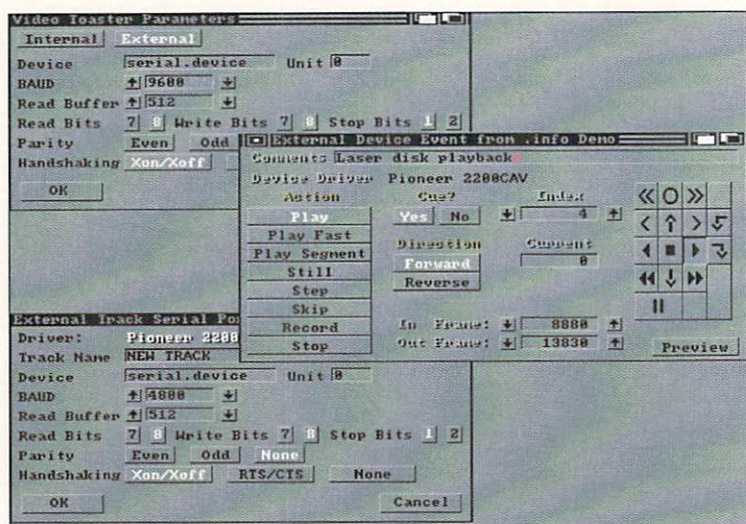 Video Toaster Parameters
Internal External
Device serial.device Unit 0
BAUD 9600
Read Buffer 512
Read Bits 7 8 Write Bits 7 8 Stop Bits 1 2
Parity Even Odd
Handshaking Xon/Xoff
OK
External Device Event from .info Demo
Comments Laser disk playback
Device Driver Pioneer 2200CAV
Action Cue? Index
Play Yes No 4
Play Fast
Play Segment Direction Current
Still Forward 0
Step Reverse
Skip
Record In Frame: 8880
Stop Out Frame: 13830
Preview
External Track Serial
Driver: Pioneer 2200
Track Name NEW TRACK
Device serial.device Unit 0
BAUD 4800
Read Buffer 512
Read Bits 7 8 Write Bits 7 8 Stop Bits 1 2
Parity Even Odd None
Handshaking Xon/Xoff RTS/CTS None
OK Cancel